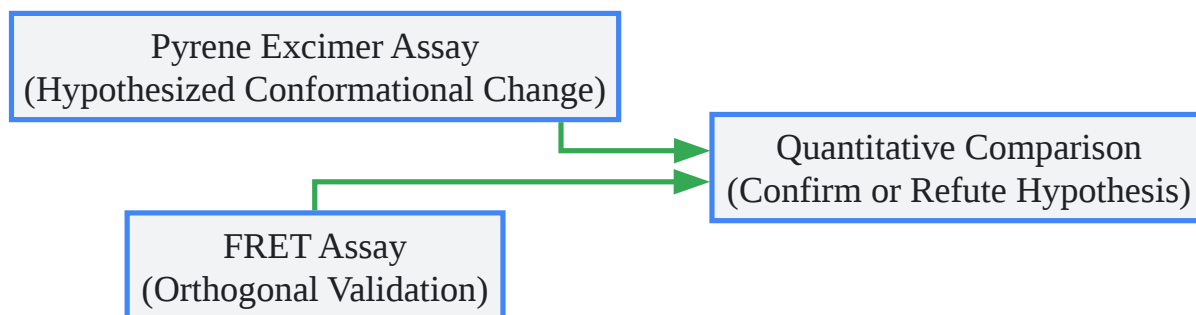 Pyrene Excimer Assay
(Hypothesized Conformational Change)
Quantitative Comparison
(Confirm or Refute Hypothesis)
FRET Assay
(Orthogonal Validation)